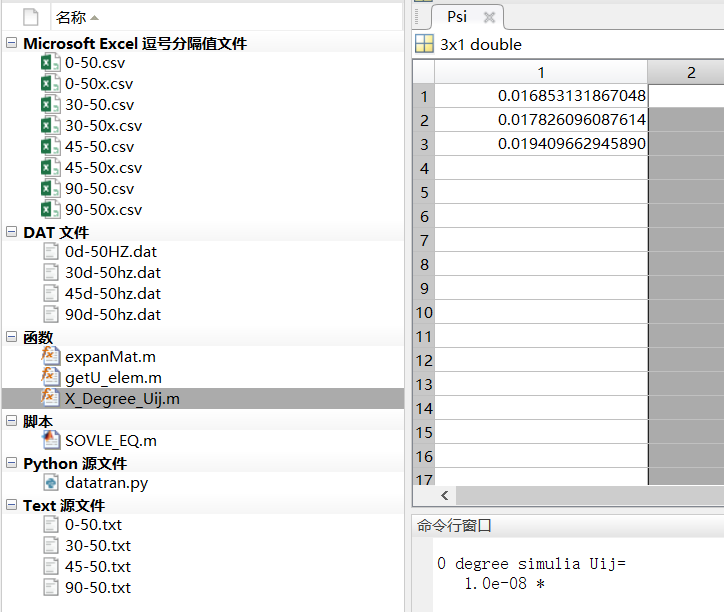 名称
Microsoft Excel 逗号分隔值文件
0-50.csv
0-50x.csv
30-50.csv
30-50x.csv
45-50.csv
45-50x.csv
90-50.csv
90-50x.csv
DAT 文件
0d-50HZ.dat
30d-50hz.dat
45d-50hz.dat
90d-50hz.dat
函数
expanMat.m
getU_elem.m
X_Degree_Uij.m
脚本
SOVLE_EQ.m
Python 源文件
datatran.py
Text 源文件
0-50.txt
30-50.txt
45-50.txt
90-50.txt
Psi
3x1 double
1 2
1 0.016853131867048
2 0.017826096087614
3 0.019409662945890
4
5
6
7
8
9
10
11
12
13
14
15
16
17
命令行窗口
0 degree simulia Uij=
1.0e-08 *